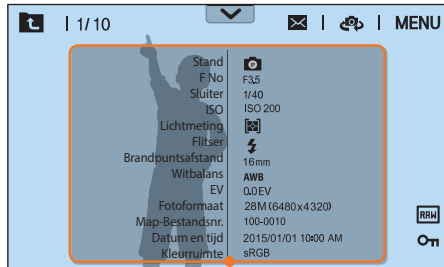 1/10 MENU
Stand P
F No F3.5
Sluiter 1/40
ISO ISO 200
Lichtmeting
Flitser
Brandpuntsafstand 16mm
Witbalans AWB
EV 0.0 EV
Fotoformaat 28M (6480x4320)
Map-Bestandsnr. 100-0010
Datum en tijd 2015/01/01 10:00 AM
Kleurruimte sRGB
RAW